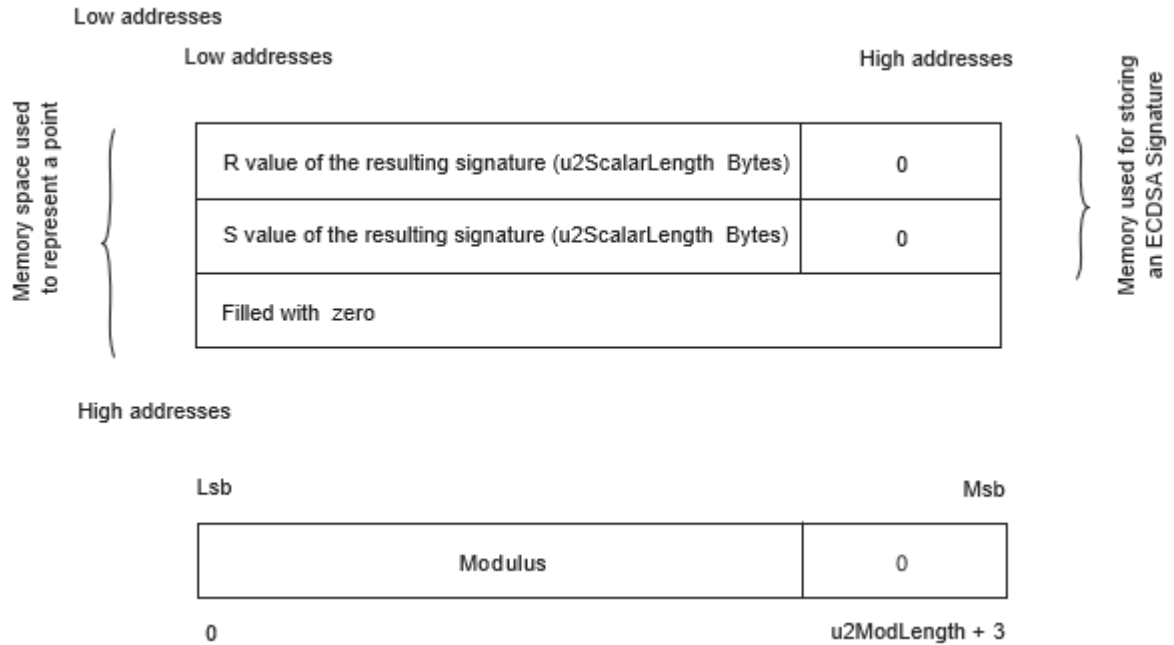 Low addresses
Low addresses
High addresses
Memory space used
to represent a point
R value of the resulting signature (u2ScalarLength Bytes)
0
S value of the resulting signature (u2ScalarLength Bytes)
0
Filled with zero
Memory used for storing
an ECDSA Signature
High addresses
Lsb
Msb
Modulus
0
0
u2ModLength + 3